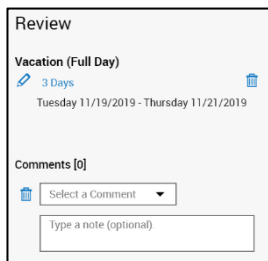 Review
Vacation (Full Day)
3 Days
Tuesday 11/19/2019 - Thursday 11/21/2019
Comments [0]
Select a Comment
Type a note (optional)